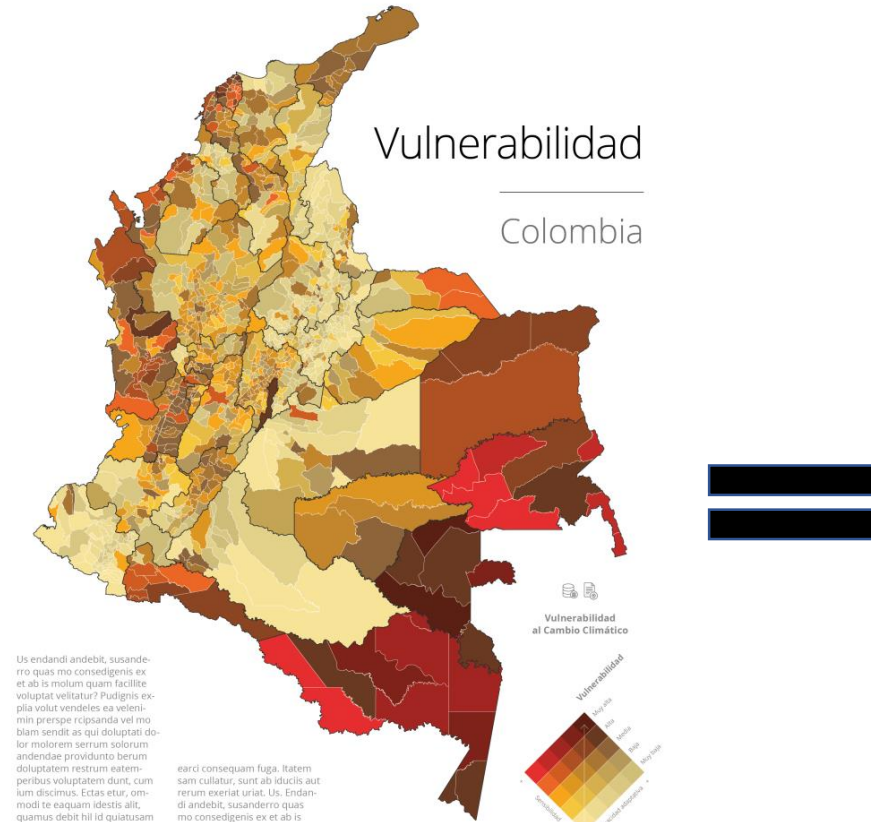 Vulnerabilidad
Colombia
Vulnerabilidad
al Cambio Climático
Vulnerabilidad
Muy alta
Alta
Media
Baja
Muy baja
Sensibilidad
acidad adaptativa
Us endandi andebit, susande-
rro quas mo consedigenis ex
et ab is molum quam facillite
voluptat velitatur? Pudignis ex-
plia volut vendeles ea veleni-
min prerspe rcipsanda vel mo
blam sendit as qui doluptati do-
lor molorem serrum solorum
andendae providunto berum
doluptatem restrum eatem-
peribus voluptatem dunt, cum
ium discimus. Ectas etur, om-
modi te eaquam idestis alit,
quamus debit hil id quiatusam
earci consequam fuga. Itatem
sam cullatur, sunt ab iduciis aut
rerum exeriat uriat. Us. Endan-
di andebit, susanderro quas
mo consedigenis ex et ab is